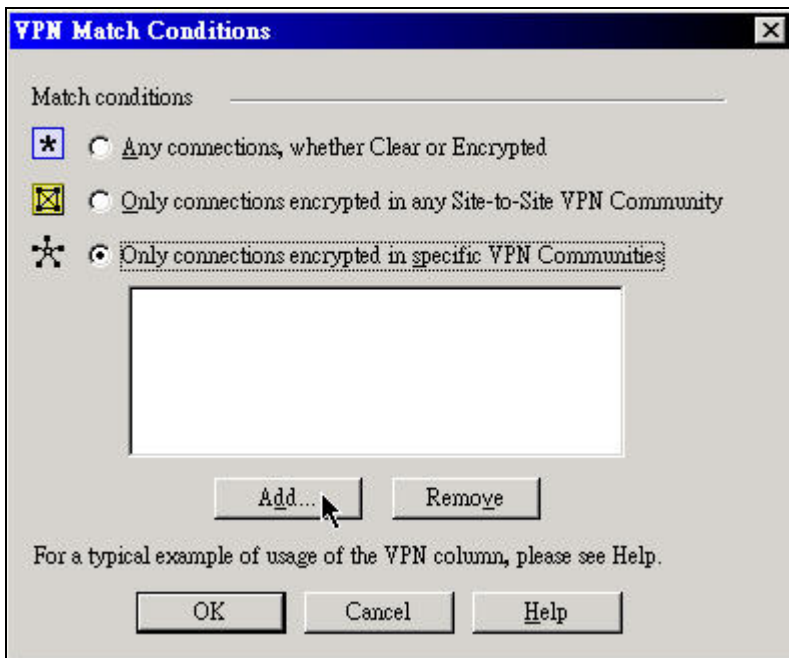 VPN Match Conditions
Match conditions
Any connections, whether Clear or Encrypted
Only connections encrypted in any Site-to-Site VPN Community
Only connections encrypted in specific VPN Communities
Add... Remove
For a typical example of usage of the VPN column, please see Help.
OK Cancel Help